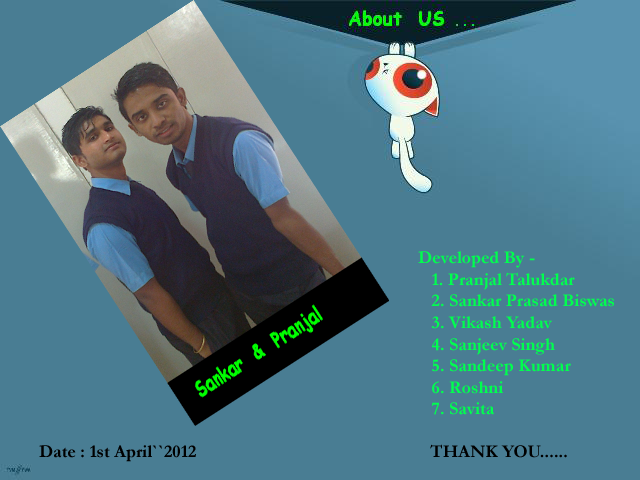 About US ...
Sankar & Pranjal
Developed By -
1. Pranjal Talukdar
2. Sankar Prasad Biswas
3. Vikash Yadav
4. Sanjeev Singh
5. Sandeep Kumar
6. Roshni
7. Savita
Date : 1st April``2012
THANK YOU......